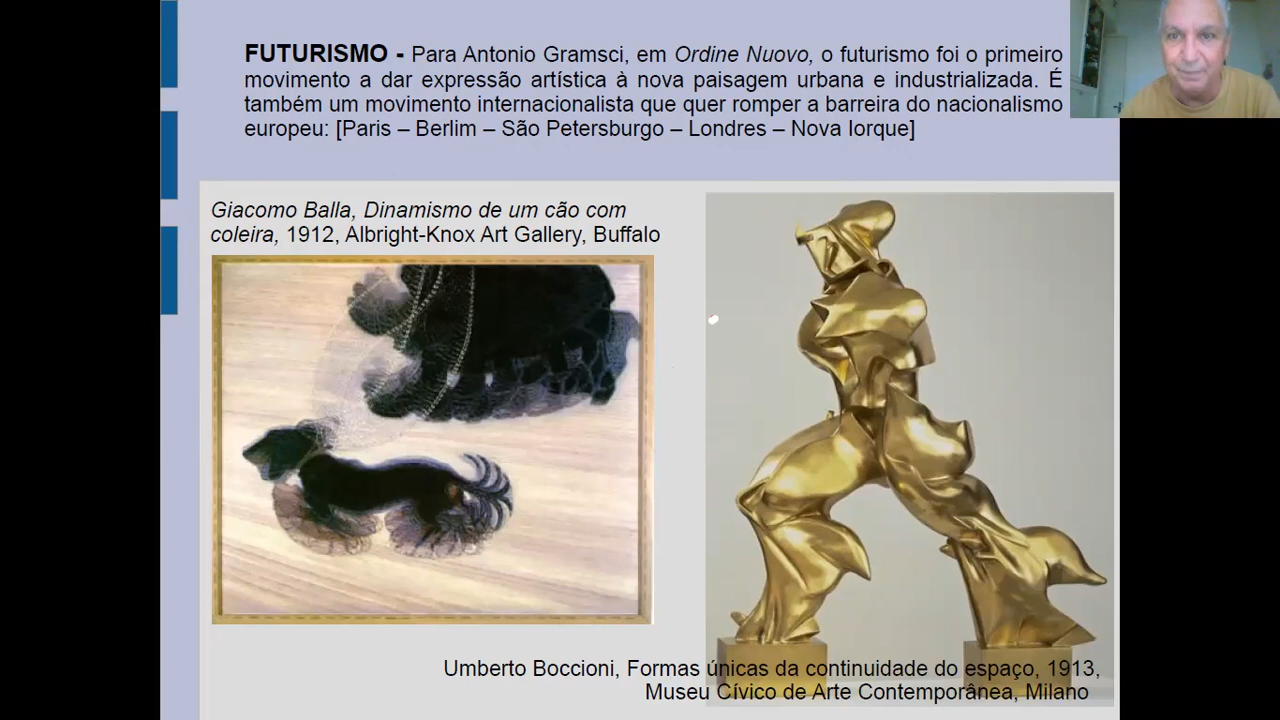 FUTURISMO - Para Antonio Gramsci, em Ordine Nuovo, o futurismo foi o primeiro
movimento a dar expressão artística à nova paisagem urbana e industrializada. É
também um movimento internacionalista que quer romper a barreira do nacionalismo
europeu: [Paris – Berlim – São Petersburgo – Londres – Nova Iorque]
Giacomo Balla, Dinamismo de um cão com
coleira, 1912, Albright-Knox Art Gallery, Buffalo
Umberto Boccioni, Formas únicas da continuidade do espaço, 1913,
Museu Cívico de Arte Contemporânea, Milano